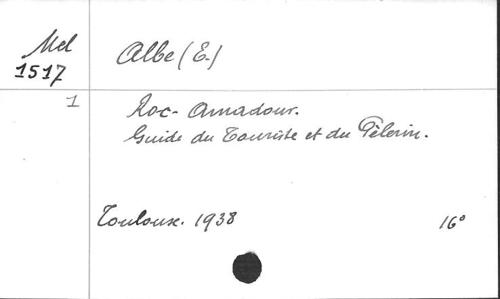 Mel
1517
Albe (E.)
1
Roc-Amadour.
Guide du Touriste et du Pèlerin.
Toulouse. 1938
16°